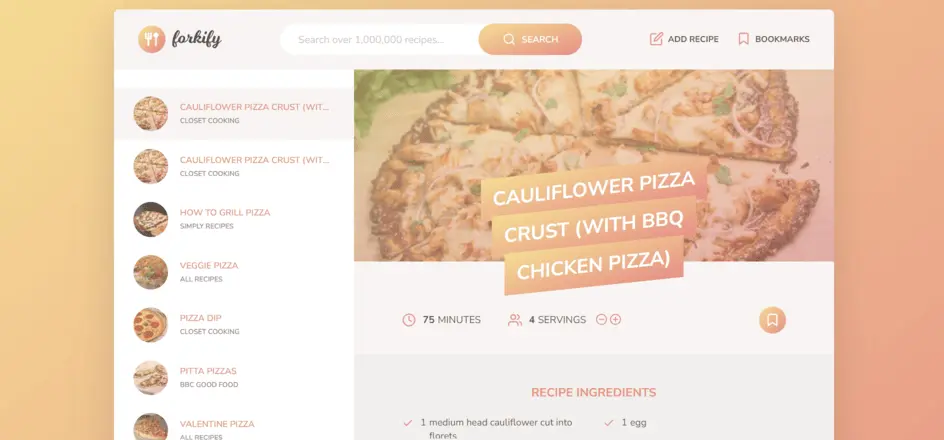 forkify
Search over 1,000,000 recipes...
SEARCH
ADD RECIPE
BOOKMARKS
CAULIFLOWER PIZZA CRUST (WIT...
CLOSET COOKING
CAULIFLOWER PIZZA CRUST (WIT...
CLOSET COOKING
HOW TO GRILL PIZZA
SIMPLY RECIPES
VEGGIE PIZZA
ALL RECIPES
PIZZA DIP
CLOSET COOKING
PITTA PIZZAS
BBC GOOD FOOD
VALENTINE PIZZA
ALL RECIPES
CAULIFLOWER PIZZA
CRUST (WITH BBQ
CHICKEN PIZZA)
75 MINUTES
4 SERVINGS
RECIPE INGREDIENTS
1 medium head cauliflower cut into
florets
1 egg